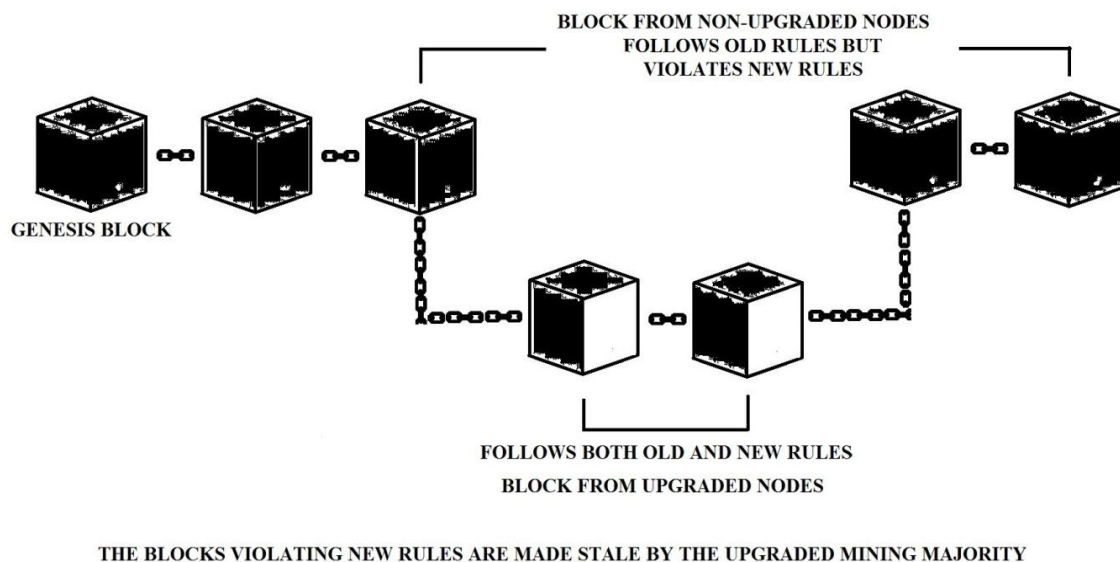 BLOCK FROM NON-UPGRADED NODES
FOLLOWS OLD RULES BUT
VIOLATES NEW RULES
GENESIS BLOCK
FOLLOWS BOTH OLD AND NEW RULES
BLOCK FROM UPGRADED NODES
THE BLOCKS VIOLATING NEW RULES ARE MADE STALE BY THE UPGRADED MINING MAJORITY